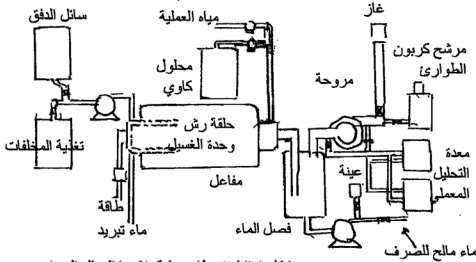 غاز
سائل الدفق
مياه العملية
مرشح كربون
الطوارئ
محلول
كاوي
مروحة
تغذية المخلفات
حلقة رش
وحدة الغسيل
مفاعل
معدة
التحليل
المعملى
عينة
طاقة
ماء تبريد
فصل الماء
ماء مالح للصرف